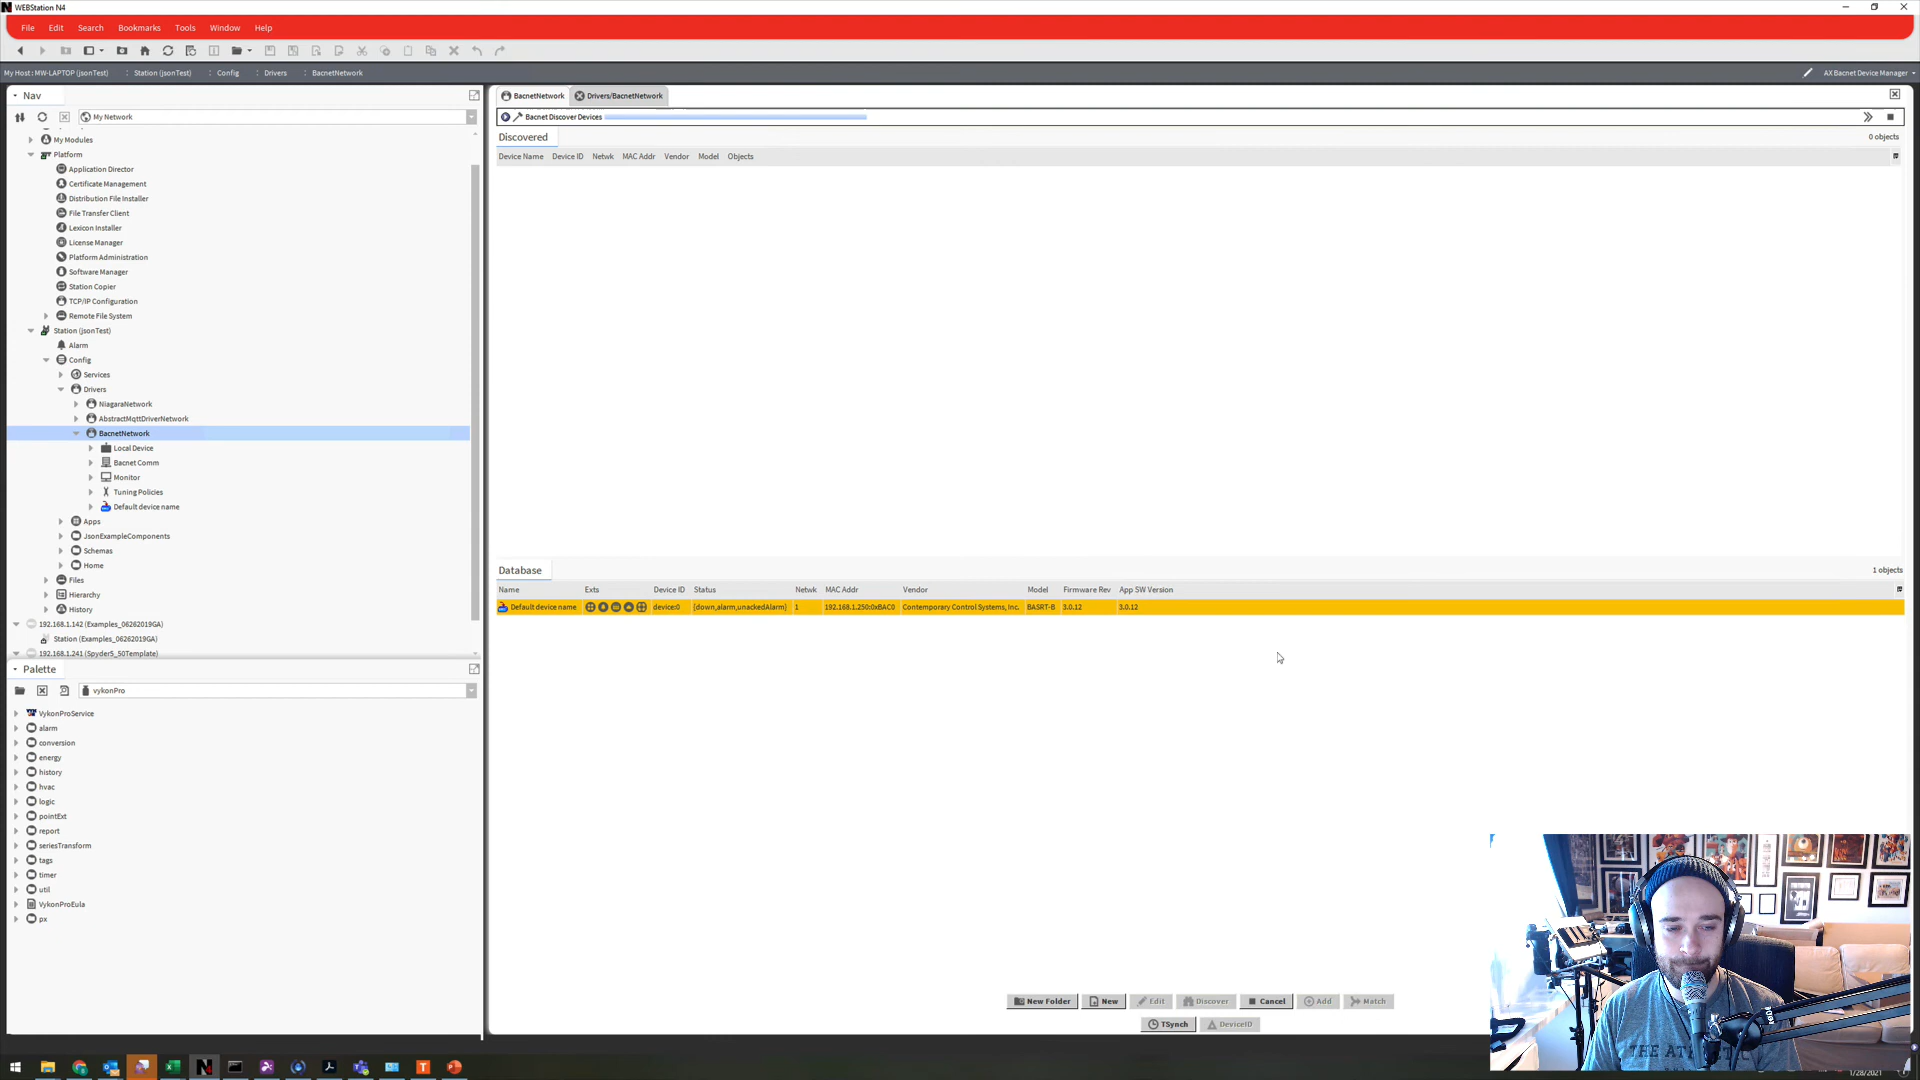 WEBStation N4
File Edit Search Bookmarks Tools Window Help
My Host : MW-LAPTOP (jsonTest) : Station (jsonTest) : Config : Drivers : BacnetNetwork
AX Bacnet Device Manager
Nav
My Network
My Modules
Platform
Application Director
Certificate Management
Distribution File Installer
File Transfer Client
Lexicon Installer
License Manager
Platform Administration
Software Manager
Station Copier
TCP/IP Configuration
Remote File System
Station (jsonTest)
Alarm
Config
Services
Drivers
NiagaraNetwork
AbstractMqttDriverNetwork
BacnetNetwork
Local Device
Bacnet Comm
Monitor
Tuning Policies
Default device name
Apps
JsonExampleComponents
Schemas
Home
Files
Hierarchy
History
192.168.1.142 (Examples_06262019GA)
Station (Examples_06262019GA)
192.168.1.241 (Spyder5_50Template)
Palette
vykonPro
VykonProService
alarm
conversion
energy
history
hvac
logic
pointExt
report
seriesTransform
tags
timer
util
VykonProEula
px
BacnetNetwork Drivers/BacnetNetwork
Bacnet Discover Devices
Discovered 0 objects
Device Name Device ID Netwk MAC Addr Vendor Model Objects
Database 1 objects
Name Exts Device ID Status Netwk MAC Addr Vendor Model Firmware Rev App SW Version
Default device name device:0 {down,alarm,unackedAlarm} 1 192.168.1.250:0xBAC0 Contemporary Control Systems, Inc. BASRT-B 3.0.12 3.0.12
New Folder New Edit Discover Cancel Add Match
TSynch DeviceID
1/28/2021